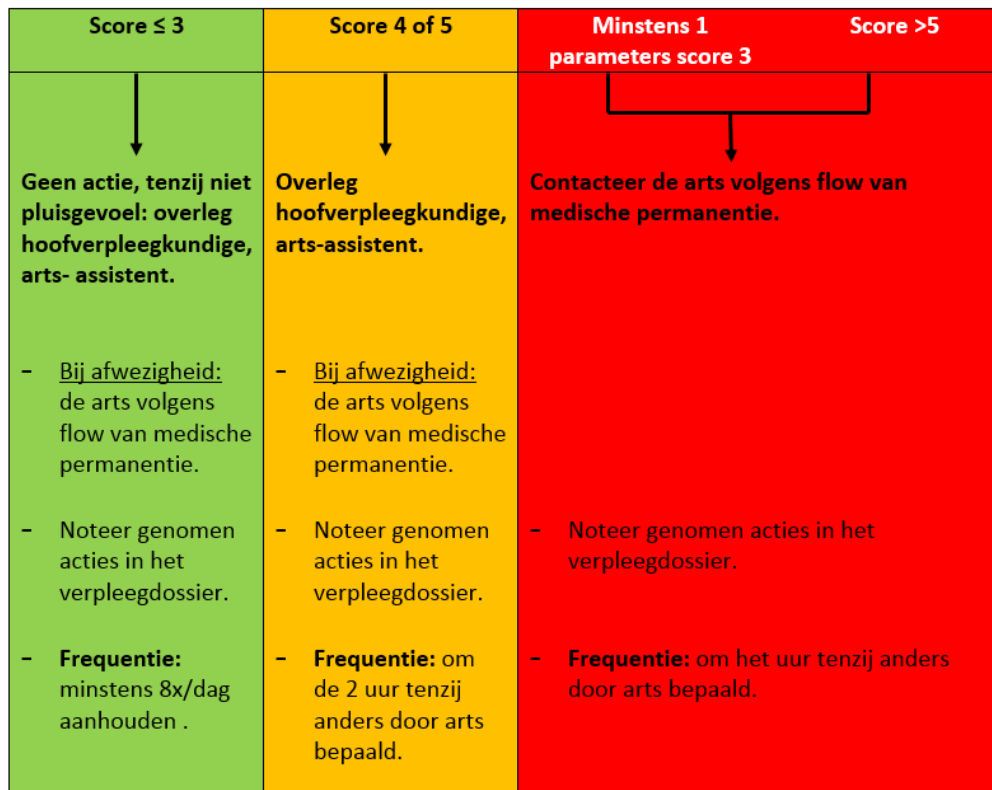 Score ≤ 3
Geen actie, tenzij niet
pluisgevoel: overleg
hoofverpleegkundige,
arts- assistent.
- Bij afwezigheid:
de arts volgens
flow van medische
permanentie.
- Noteer genomen
acties in het
verpleegdossier.
- Frequentie:
minstens 8x/dag
aanhouden .
Score 4 of 5
Overleg
hoofverpleegkundige,
arts-assistent.
- Bij afwezigheid:
de arts volgens
flow van medische
permanentie.
- Noteer genomen
acties in het
verpleegdossier.
- Frequentie: om
de 2 uur tenzij
anders door arts
bepaald.
Minstens 1
parameters score 3
Score >5
Contacteer de arts volgens flow van
medische permanentie.
- Noteer genomen acties in het
verpleegdossier.
- Frequentie: om het uur tenzij anders
door arts bepaald.